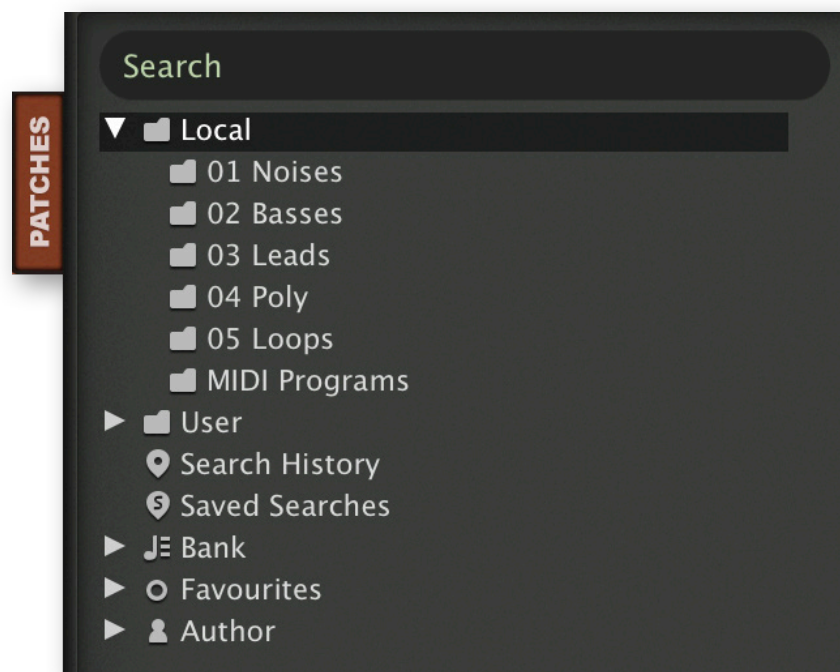 Search
PATCHES
Local
01 Noises
02 Basses
03 Leads
04 Poly
05 Loops
MIDI Programs
User
Search History
S Saved Searches
Bank
Favourites
Author